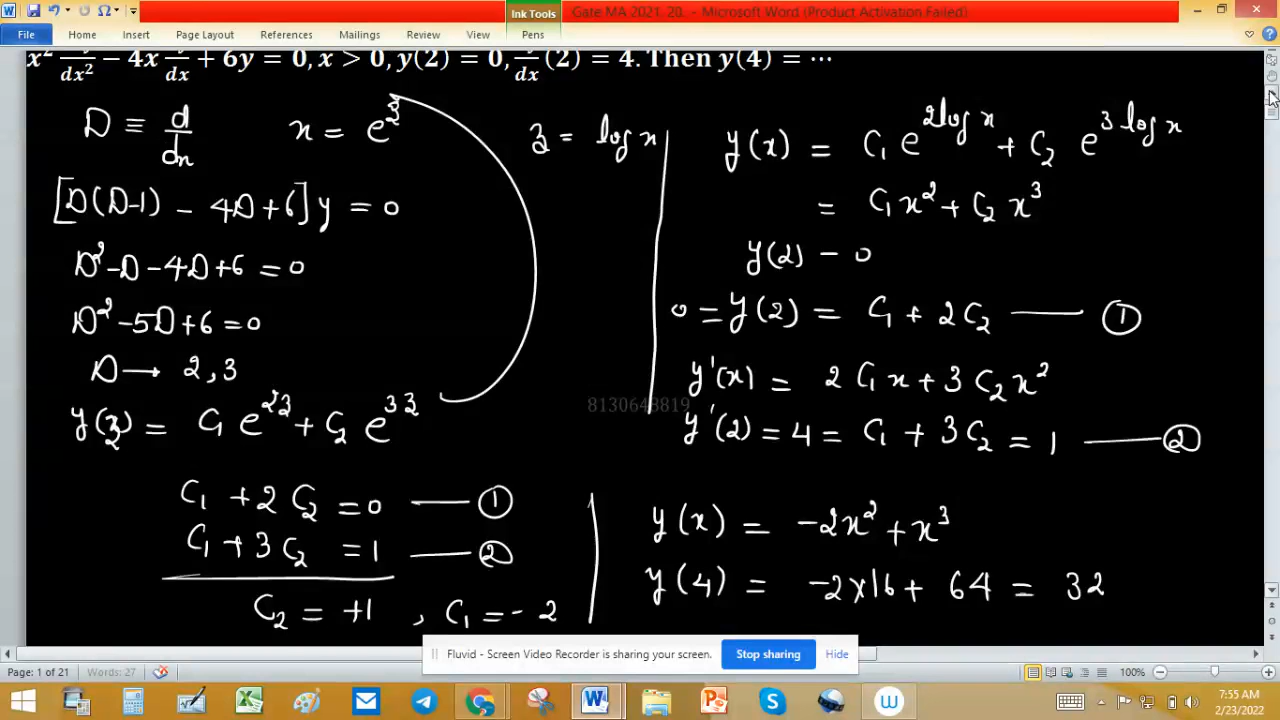 Gate MA 2021. 20.. - Microsoft Word (Product Activation Failed)
Ink Tools
File Home Insert Page Layout References Mailings Review View Pens
x² d²y/dx² − 4x dy/dx + 6y = 0, x > 0, y(2) = 0, dy/dx (2) = 4. Then y(4) = ⋯
D ≡ d/dx x = e^z
z = log x
[D(D-1) - 4D+6]y = 0
D²-D-4D+6 = 0
D²-5D+6 = 0
D → 2,3
y(z) = C₁ e^2z + C₂ e^3z
y(x) = C₁ e^2log x + C₂ e^3 log x
= C₁x² + C₂ x³
y(2) = 0
0 = y(2) = C₁ + 2C₂ —— ①
y'(x) = 2C₁x + 3C₂x²
y'(2) = 4 = C₁ + 3C₂ = 1 —— ②
8130648819
C₁ + 2C₂ = 0 —— ①
C₁ + 3C₂ = 1 —— ②
C₂ = +1 , C₁ = -2
y(x) = -2x² + x³
y(4) = -2×16 + 64 = 32
Fluvid - Screen Video Recorder is sharing your screen. Stop sharing Hide
Page: 1 of 21 Words: 27 100%
7:55 AM
2/23/2022